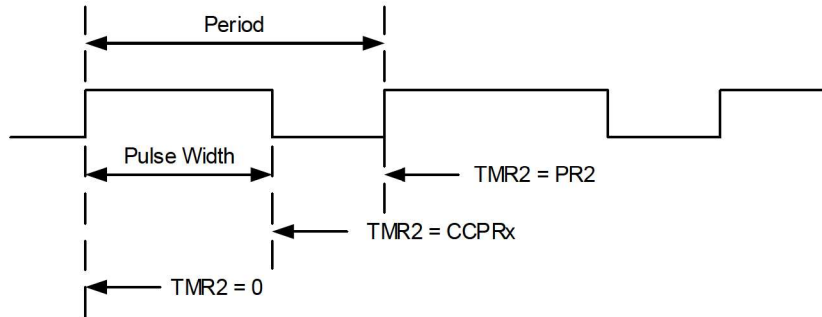 Period
Pulse Width
TMR2 = PR2
TMR2 = CCPRx
TMR2 = 0